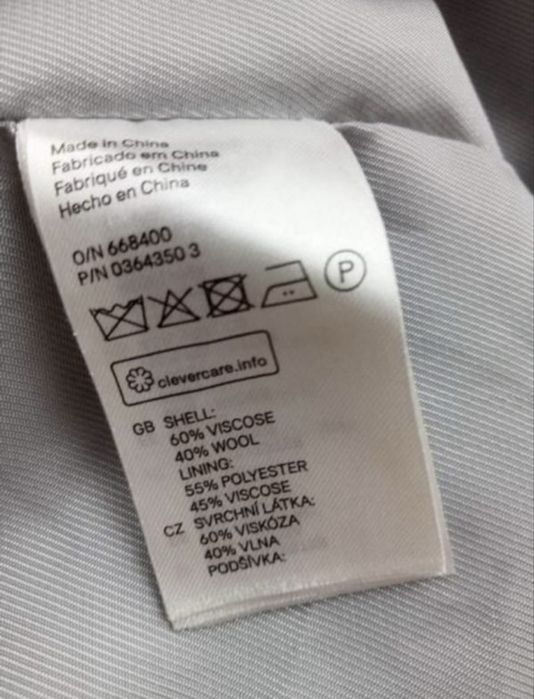 Made in China
Fabricado em China
Fabriqué en Chine
Hecho en China
O/N 668400
P/N 0364350 3
P
clevercare.info
GB SHELL:
60% VISCOSE
40% WOOL
LINING:
55% POLYESTER
45% VISCOSE
CZ SVRCHNÍ LÁTKA:
60% VISKÓZA
40% VLNA
PODŠÍVKA: